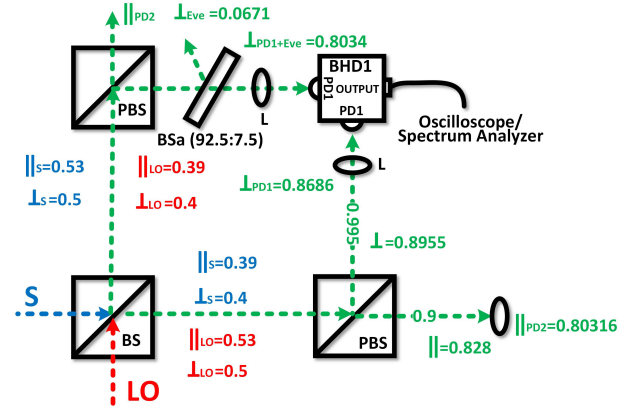 ∥PD2
⊥Eve=0.0671
⊥PD1+Eve=0.8034
PBS
BSa (92.5:7.5)
L
BHD1
PD1
OUTPUT
PD1
Oscilloscope/
Spectrum Analyzer
∥S=0.53
∥LO=0.39
⊥S=0.5
⊥LO=0.4
⊥PD1=0.8686
L
0.995
⊥=0.8955
∥S=0.39
⊥S=0.4
S
BS
∥LO=0.53
⊥LO=0.5
LO
PBS
0.9
∥=0.828
∥PD2=0.80316